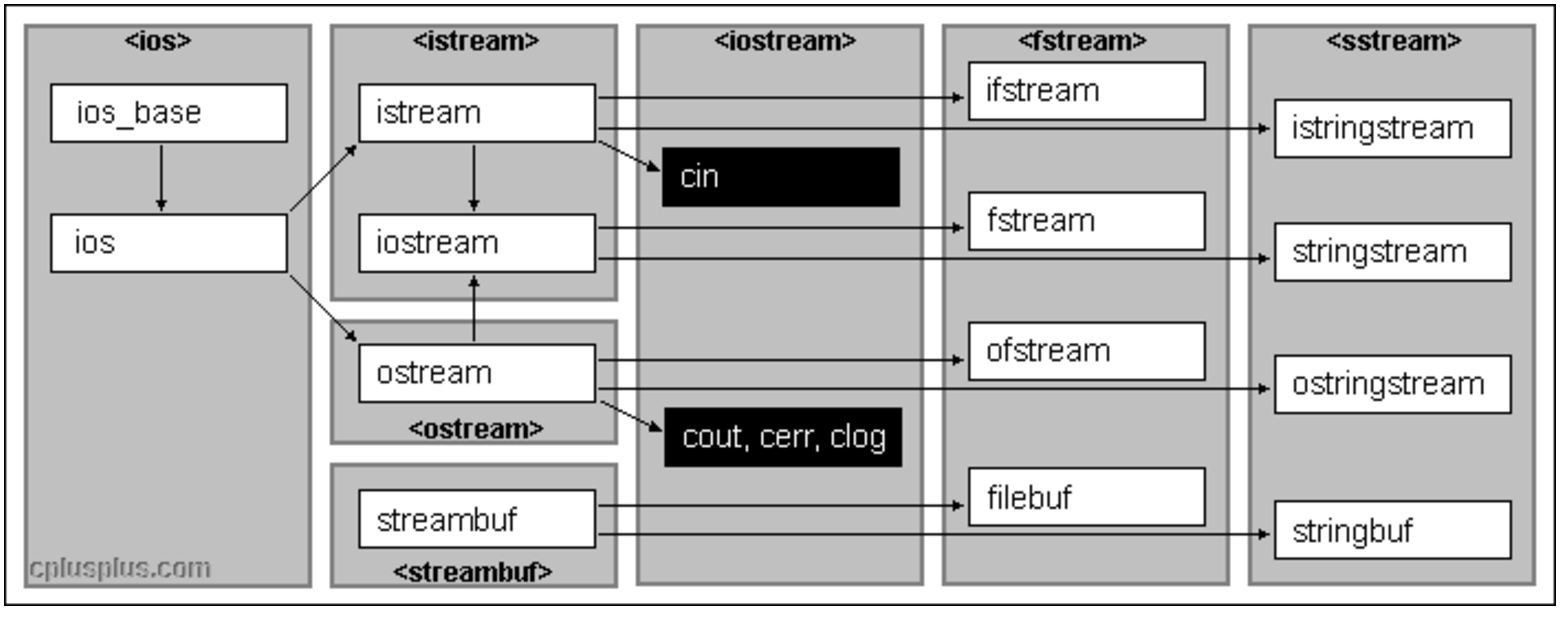 <ios>
ios_base
ios
cplusplus.com
<istream>
istream
iostream
ostream
<ostream>
streambuf
<streambuf>
<iostream>
cin
cout, cerr, clog
<fstream>
ifstream
fstream
ofstream
filebuf
<sstream>
istringstream
stringstream
ostringstream
stringbuf